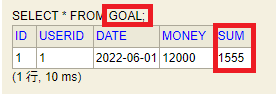 SELECT * FROM GOAL;
ID USERID DATE MONEY SUM
1 1 2022-06-01 12000 1555
(1 行, 10 ms)